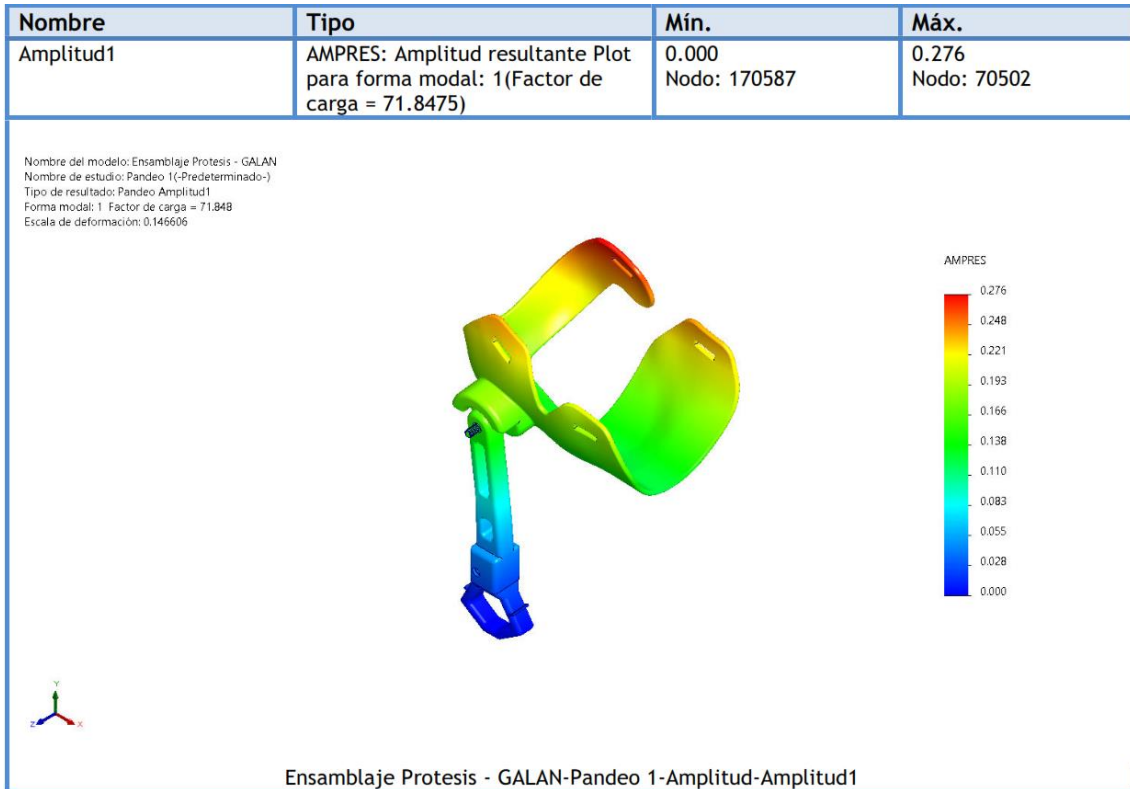 Nombre Tipo Mín. Máx.
Amplitud1 AMPRES: Amplitud resultante Plot 0.000 0.276
para forma modal: 1(Factor de Nodo: 170587 Nodo: 70502
carga = 71.8475)
Nombre del modelo: Ensamblaje Protesis - GALAN
Nombre de estudio: Pandeo 1(-Predeterminado-)
Tipo de resultado: Pandeo Amplitud1
Forma modal: 1 Factor de carga = 71.848
Escala de deformación: 0.146606
AMPRES
0.276
0.248
0.221
0.193
0.166
0.138
0.110
0.083
0.055
0.028
0.000
Y
Z X
Ensamblaje Protesis - GALAN-Pandeo 1-Amplitud-Amplitud1